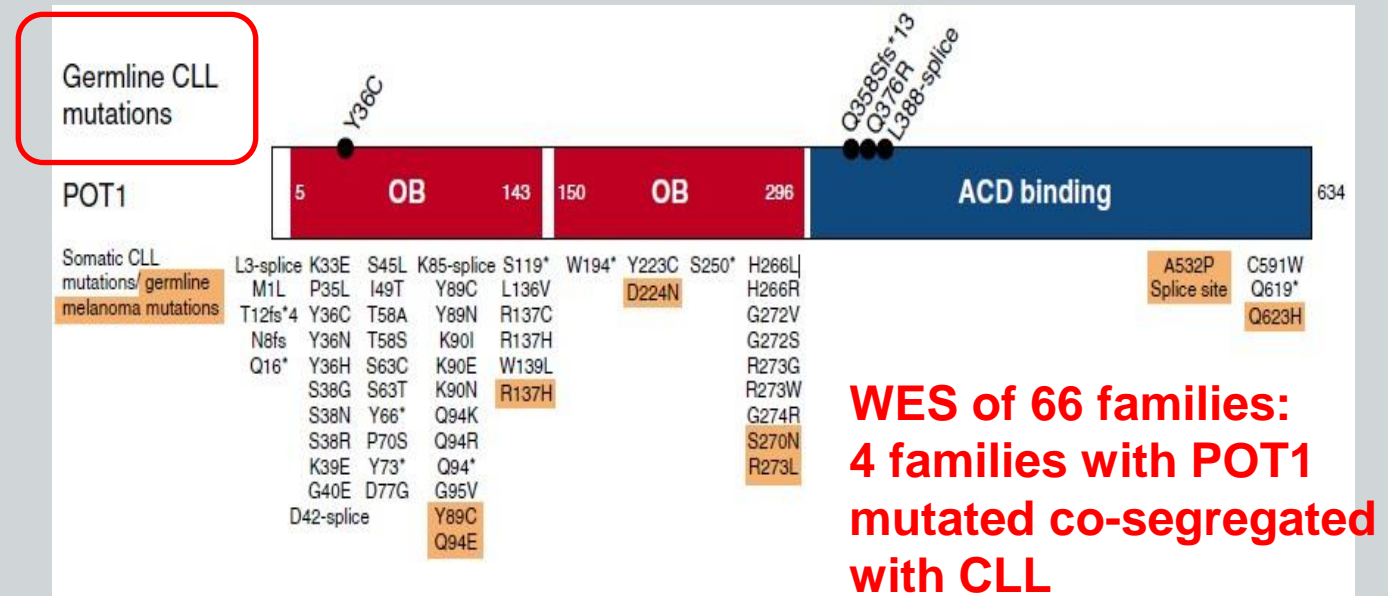 Germline CLL
mutations
Y36C
Q358Sfs*13
Q376R
L388-splice
POT1
5 OB 143 150 OB 296 ACD binding 634
Somatic CLL
mutations/ germline
melanoma mutations
L3-splice
M1L
T12fs*4
N8fs
Q16*
K33E
P35L
Y36C
Y36N
Y36H
S38G
S38N
S38R
K39E
G40E
D42-splice
S45L
I49T
T58A
T58S
S63C
S63T
Y66*
P70S
Y73*
D77G
K85-splice
Y89C
Y89N
K90I
K90E
K90N
Q94K
Q94R
Q94*
G95V
Y89C
Q94E
S119*
L136V
R137C
R137H
W139L
R137H
W194*
Y223C
D224N
S250*
H266L
H266R
G272V
G272S
R273G
R273W
G274R
S270N
R273L
A532P
Splice site
C591W
Q619*
Q623H
WES of 66 families:
4 families with POT1
mutated co-segregated
with CLL